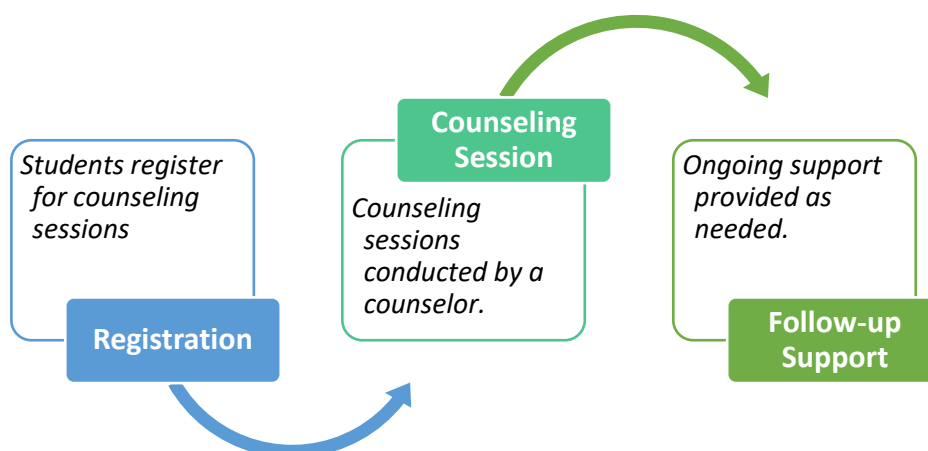 Students register
for counseling
sessions
Registration
Counseling
Session
Counseling
sessions
conducted by a
counselor.
Ongoing support
provided as
needed.
Follow-up
Support